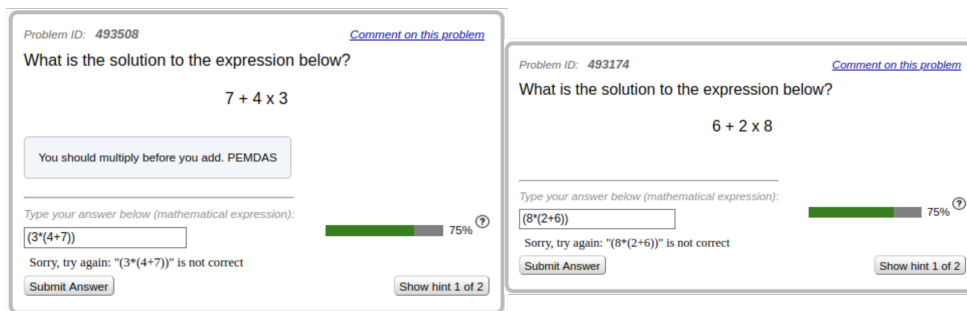 Problem ID: 493508 Comment on this problem
What is the solution to the expression below?
7 + 4 x 3
You should multiply before you add. PEMDAS
Type your answer below (mathematical expression):
(3*(4+7))
75% ?
Sorry, try again: "(3*(4+7))" is not correct
Submit Answer Show hint 1 of 2
Problem ID: 493174 Comment on this problem
What is the solution to the expression below?
6 + 2 x 8
Type your answer below (mathematical expression):
(8*(2+6))
75% ?
Sorry, try again: "(8*(2+6))" is not correct
Submit Answer Show hint 1 of 2